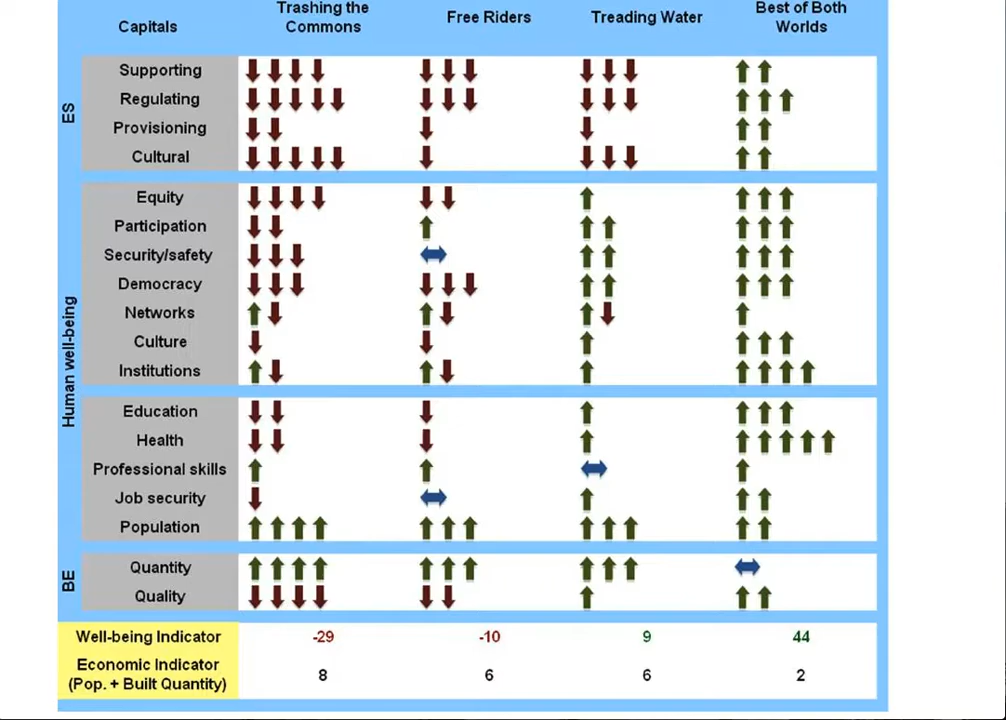 Capitals
Trashing the
Commons
Free Riders
Treading Water
Best of Both
Worlds
ES
Supporting
Regulating
Provisioning
Cultural
Human well-being
Equity
Participation
Security/safety
Democracy
Networks
Culture
Institutions
Education
Health
Professional skills
Job security
Population
BE
Quantity
Quality
Well-being Indicator -29 -10 9 44
Economic Indicator
(Pop. + Built Quantity) 8 6 6 2